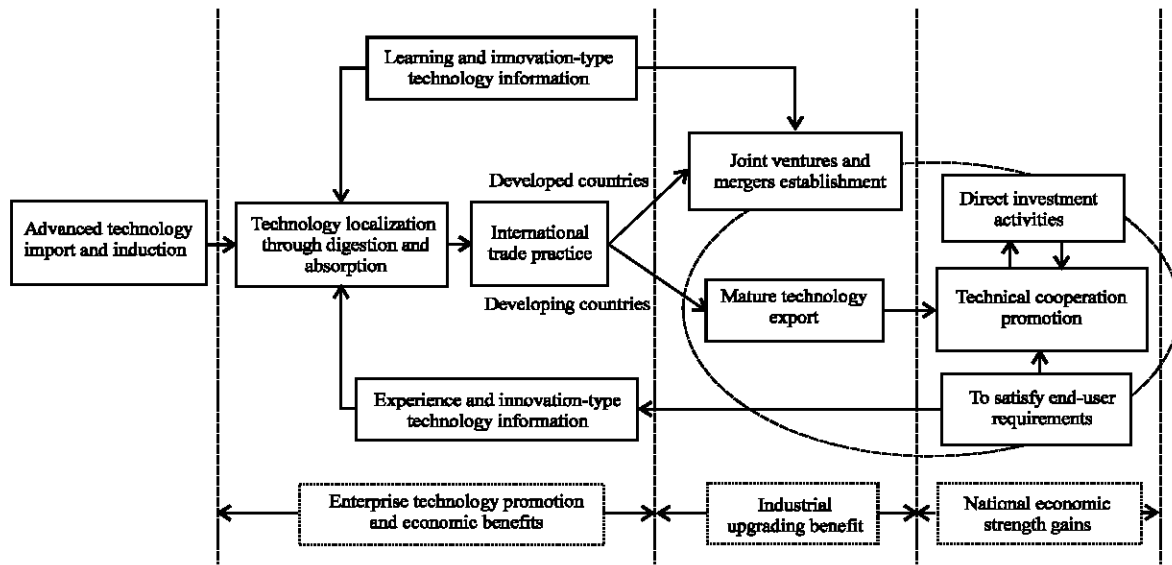 Learning and innovation-type
technology information
Joint ventures and
mergers establishment
Developed countries
Direct investment
activities
Advanced technology
import and induction
Technology localization
through digestion and
absorption
International
trade practice
Developing countries
Mature technology
export
Technical cooperation
promotion
Experience and innovation-type
technology information
To satisfy end-user
requirements
Enterprise technology promotion
and economic benefits
Industrial
upgrading benefit
National economic
strength gains